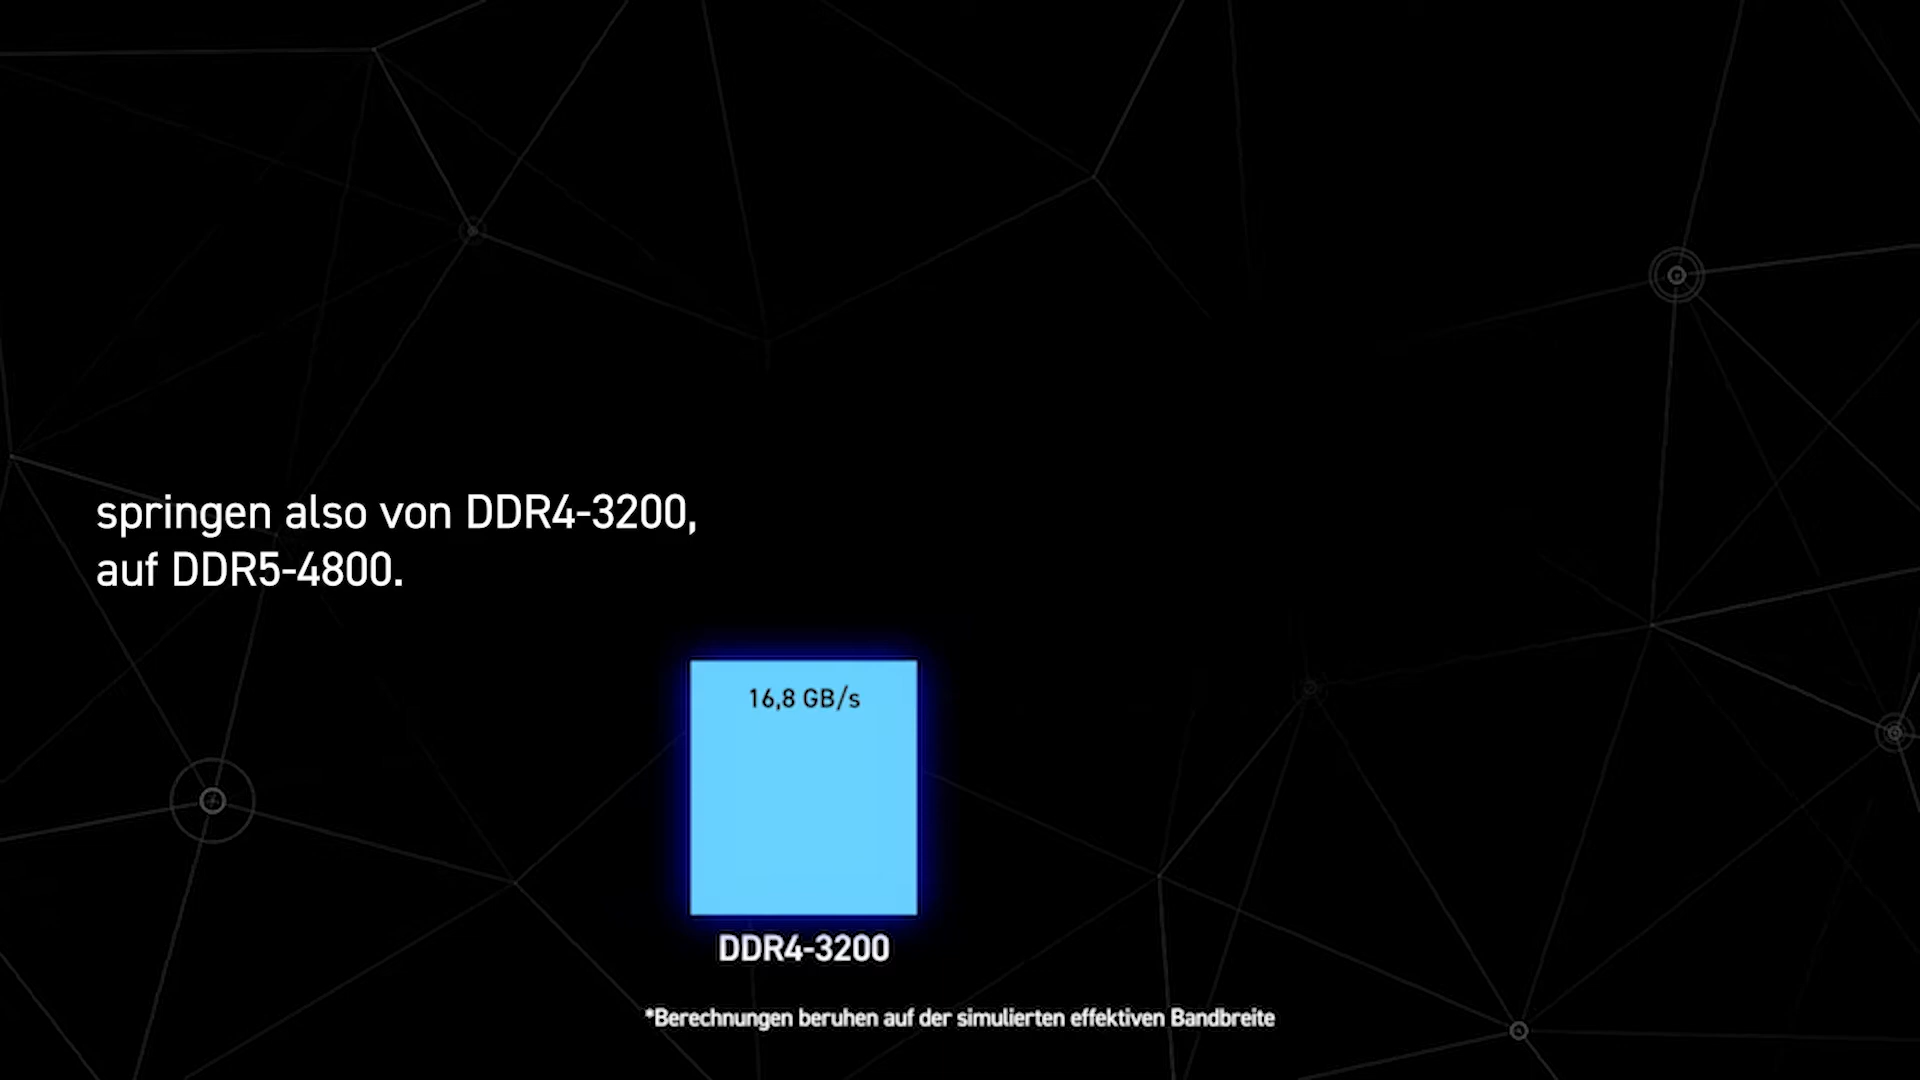 springen also von DDR4-3200,
auf DDR5-4800.
16,8 GB/s
DDR4-3200
*Berechnungen beruhen auf der simulierten effektiven Bandbreite